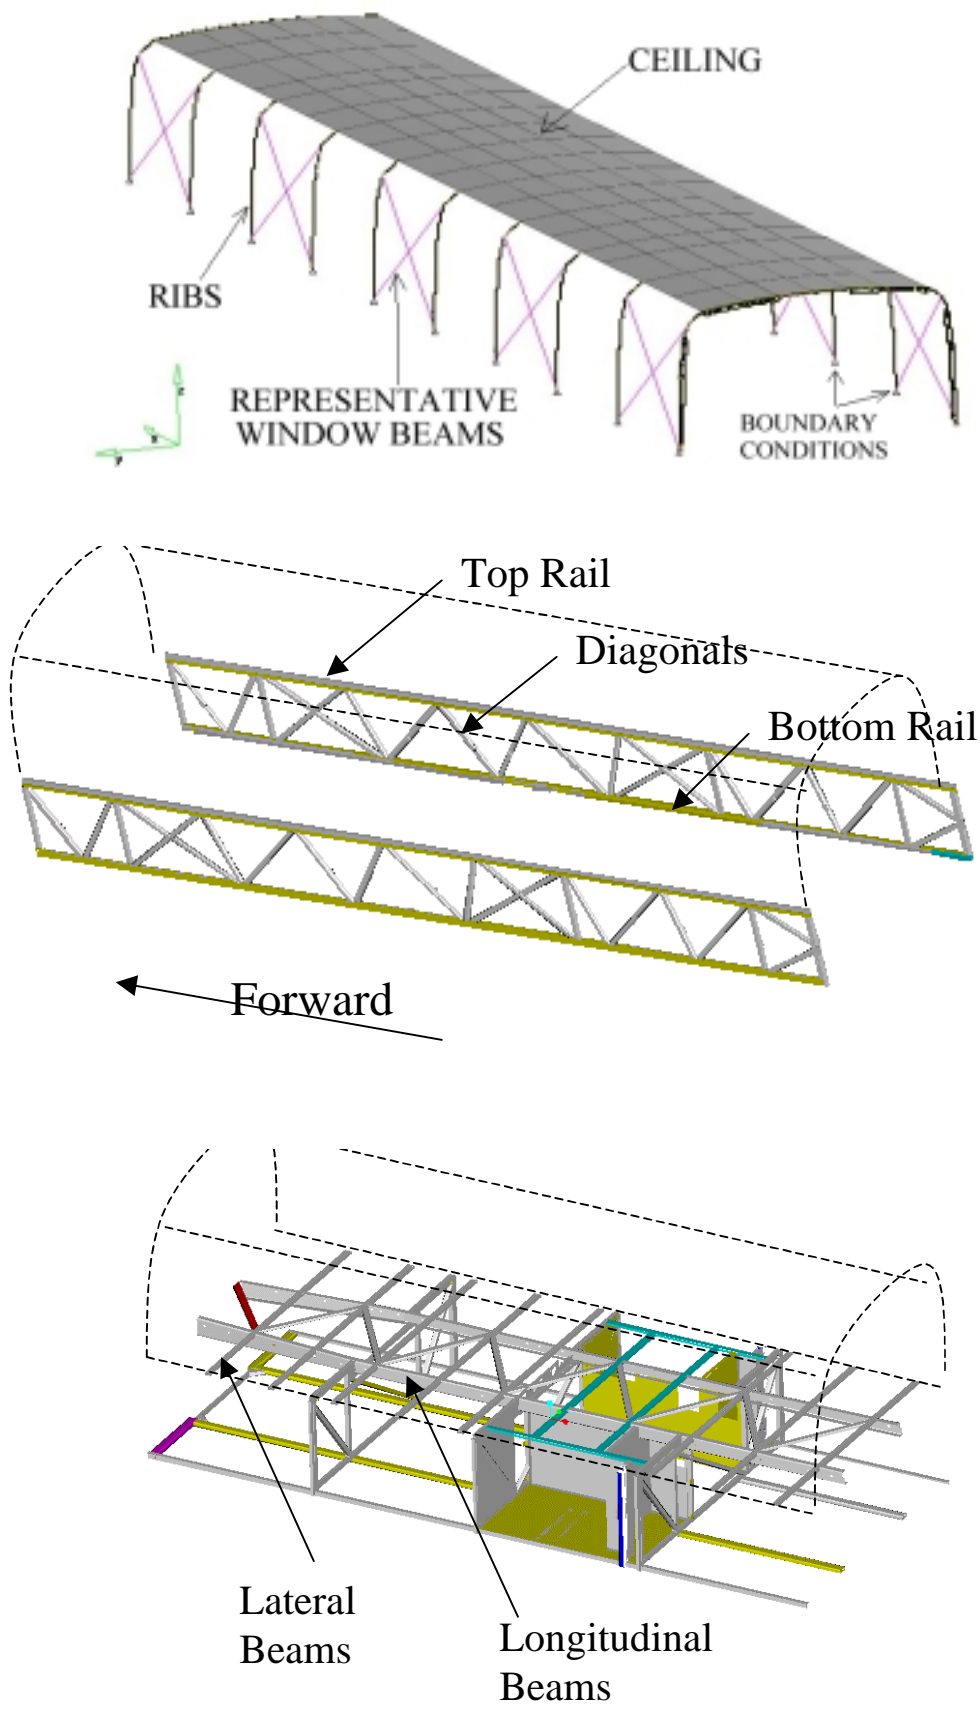 CEILING
RIBS
REPRESENTATIVE
WINDOW BEAMS
BOUNDARY
CONDITIONS
z
x
y
Top Rail
Diagonals
Bottom Rail
Forward
Lateral
Beams
Longitudinal
Beams